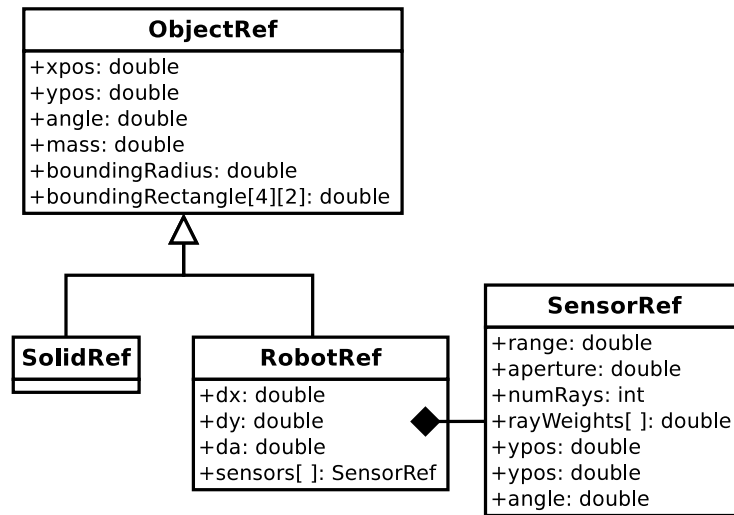 ObjectRef
+xpos: double
+ypos: double
+angle: double
+mass: double
+boundingRadius: double
+boundingRectangle[4][2]: double
SolidRef
RobotRef
+dx: double
+dy: double
+da: double
+sensors[ ]: SensorRef
SensorRef
+range: double
+aperture: double
+numRays: int
+rayWeights[ ]: double
+ypos: double
+ypos: double
+angle: double